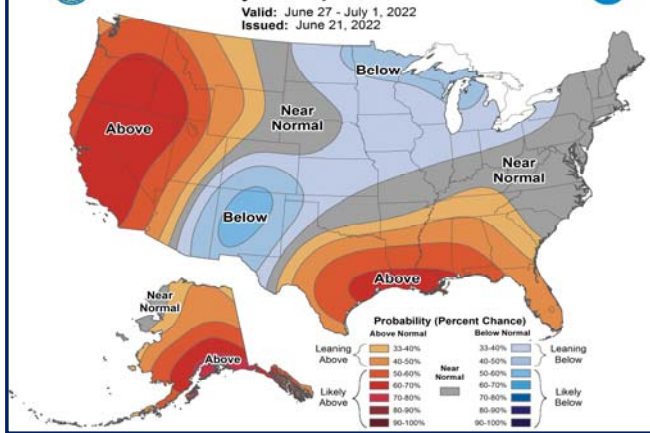 Valid: June 27 - July 1, 2022
Issued: June 21, 2022
Below
Near
Normal
Above
Near
Normal
Below
Above
Near
Normal
Above
Probability (Percent Chance)
Above Normal
Below Normal
Leaning
Above
33-40%
40-50%
50-60%
60-70%
70-80%
80-90%
90-100%
Likely
Above
Near
Normal
33-40%
40-50%
50-60%
60-70%
70-80%
80-90%
90-100%
Leaning
Below
Likely
Below